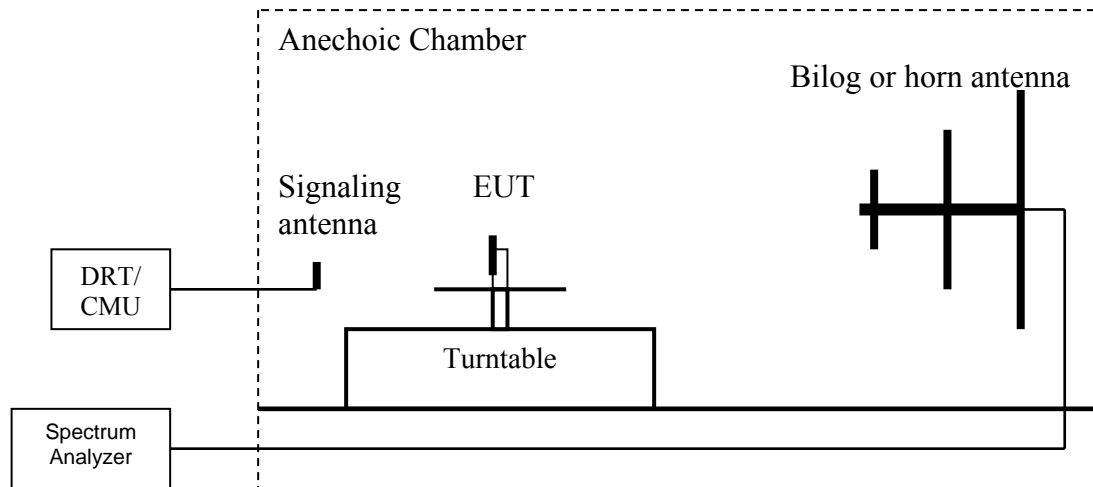 Anechoic Chamber
Bilog or horn antenna
Signaling
antenna
EUT
DRT/
CMU
Turntable
Spectrum
Analyzer